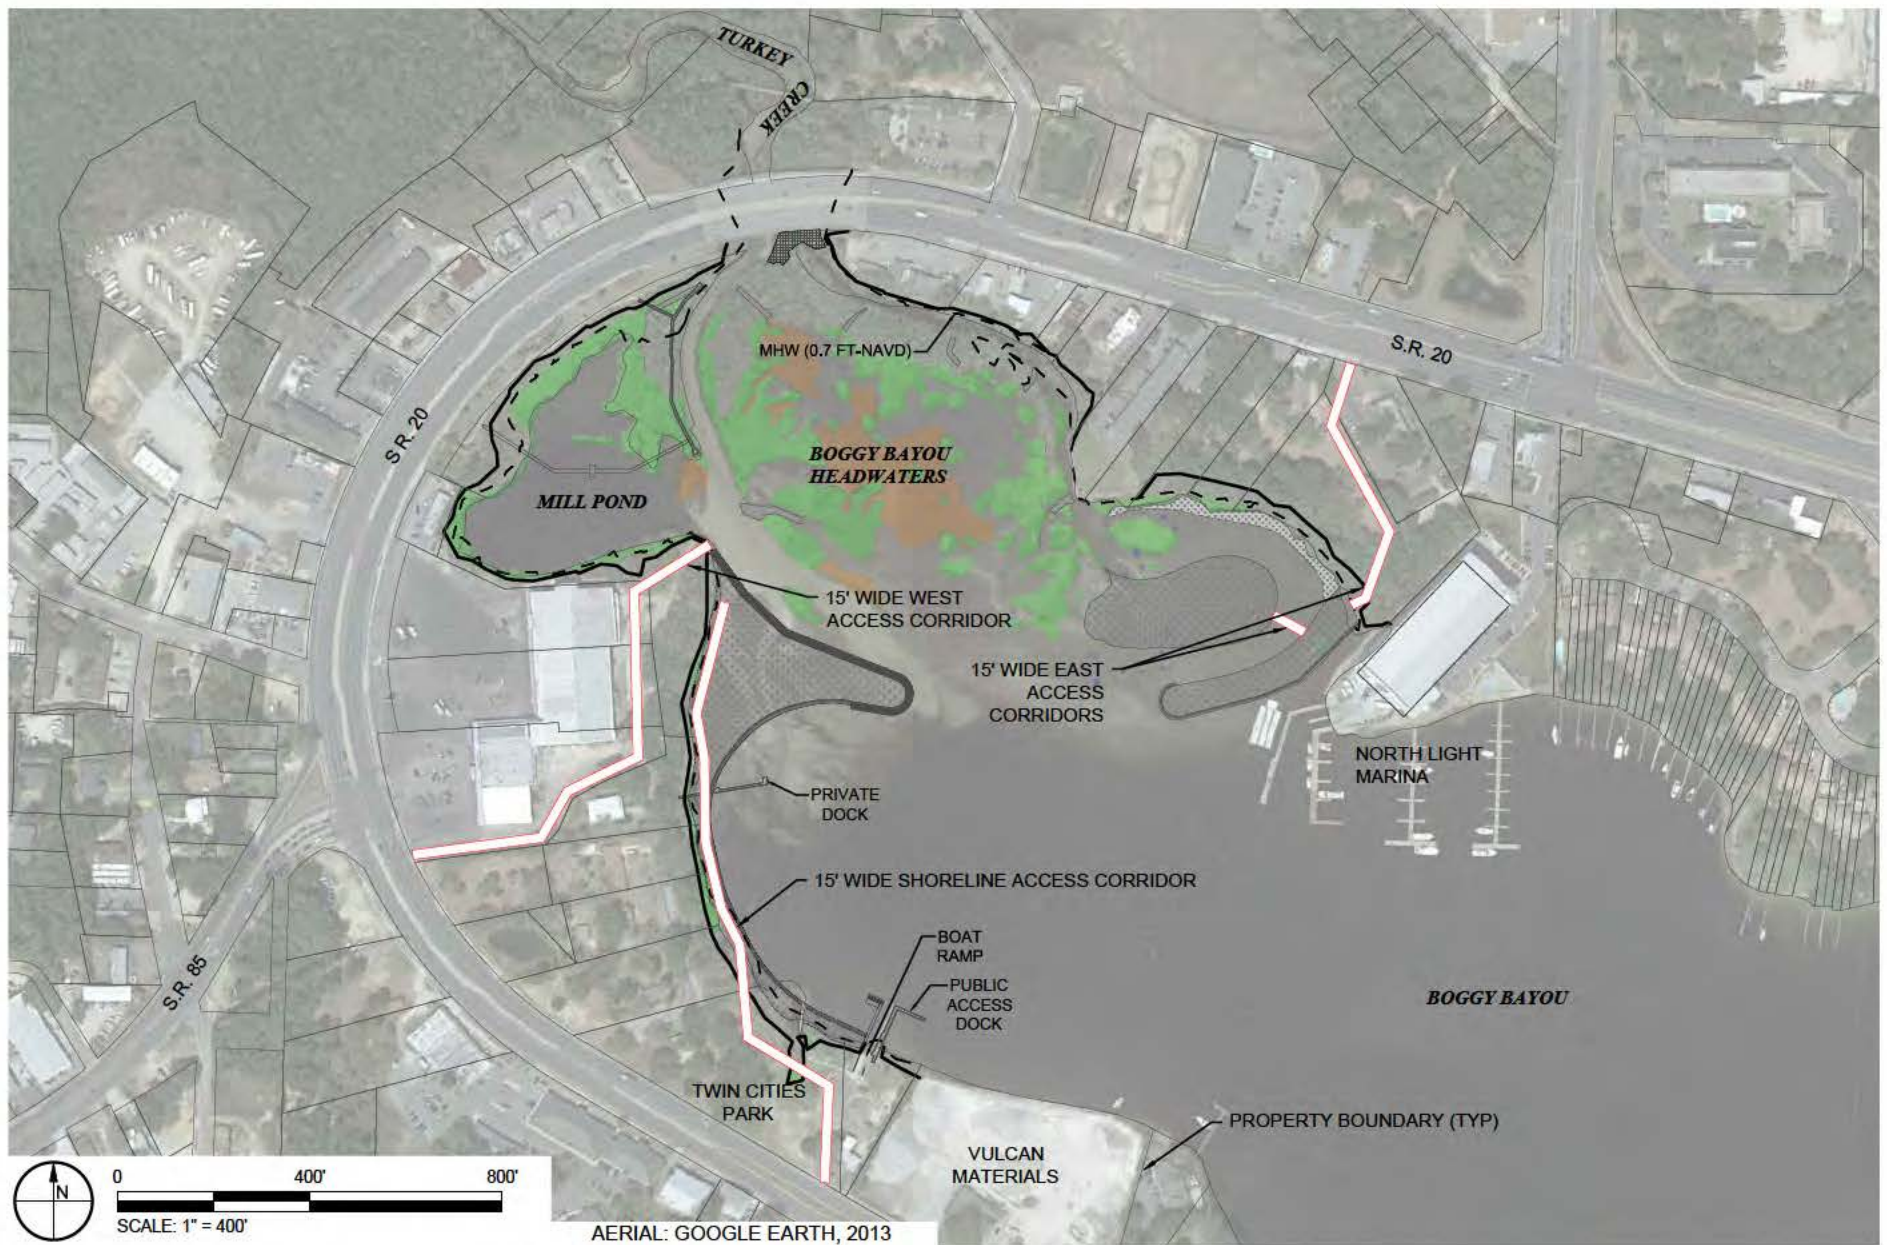 TURKEY
CREEK
MHW (0.7 FT-NAVD)
S.R. 20
S.R. 20
BOGGY BAYOU
HEADWATERS
MILL POND
15' WIDE WEST
ACCESS CORRIDOR
15' WIDE EAST
ACCESS
CORRIDORS
NORTH LIGHT
MARINA
PRIVATE
DOCK
15' WIDE SHORELINE ACCESS CORRIDOR
BOAT
RAMP
PUBLIC
ACCESS
DOCK
S.R. 85
BOGGY BAYOU
TWIN CITIES
PARK
PROPERTY BOUNDARY (TYP)
VULCAN
MATERIALS
N
0 400' 800'
SCALE: 1" = 400'
AERIAL: GOOGLE EARTH, 2013